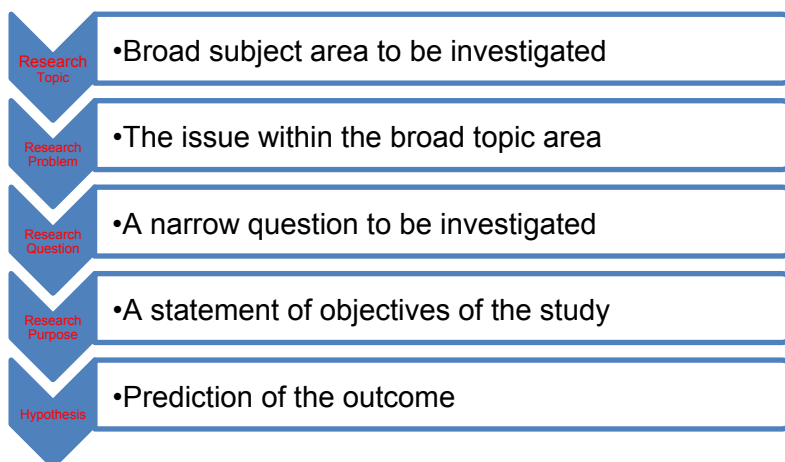 Research
Topic
•Broad subject area to be investigated
Research
Problem
•The issue within the broad topic area
Research
Question
•A narrow question to be investigated
Research
Purpose
•A statement of objectives of the study
Hypothesis
•Prediction of the outcome